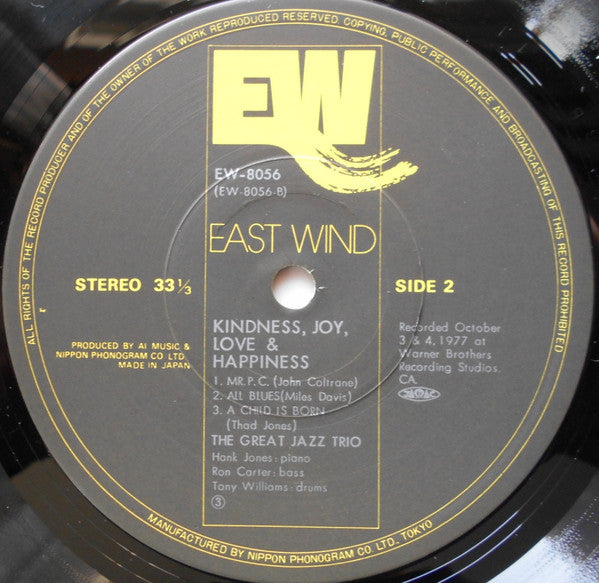 ALL RIGHTS OF THE RECORD PRODUCER AND OF THE OWNER OF THE WORK REPRODUCED RESERVED. COPYING, PUBLIC PERFORMANCE AND BROADCASTING OF THIS RECORD PROHIBITED
EW
EW-8056
(EW-8056-B)
EAST WIND
STEREO 33 1/3
SIDE 2
PRODUCED BY AI MUSIC &
NIPPON PHONOGRAM CO LTD
MADE IN JAPAN
KINDNESS, JOY,
LOVE &
HAPPINESS
1. MR.P.C. (John Coltrane)
2. ALL BLUES(Miles Davis)
3. A CHILD IS BORN
(Thad Jones)
THE GREAT JAZZ TRIO
Hank Jones: piano
Ron Carter: bass
Tony Williams: drums
③
Recorded October
3 & 4, 1977 at
Warner Brothers
Recording Studios.
CA.
MANUFACTURED BY NIPPON PHONOGRAM CO. LTD., TOKYO